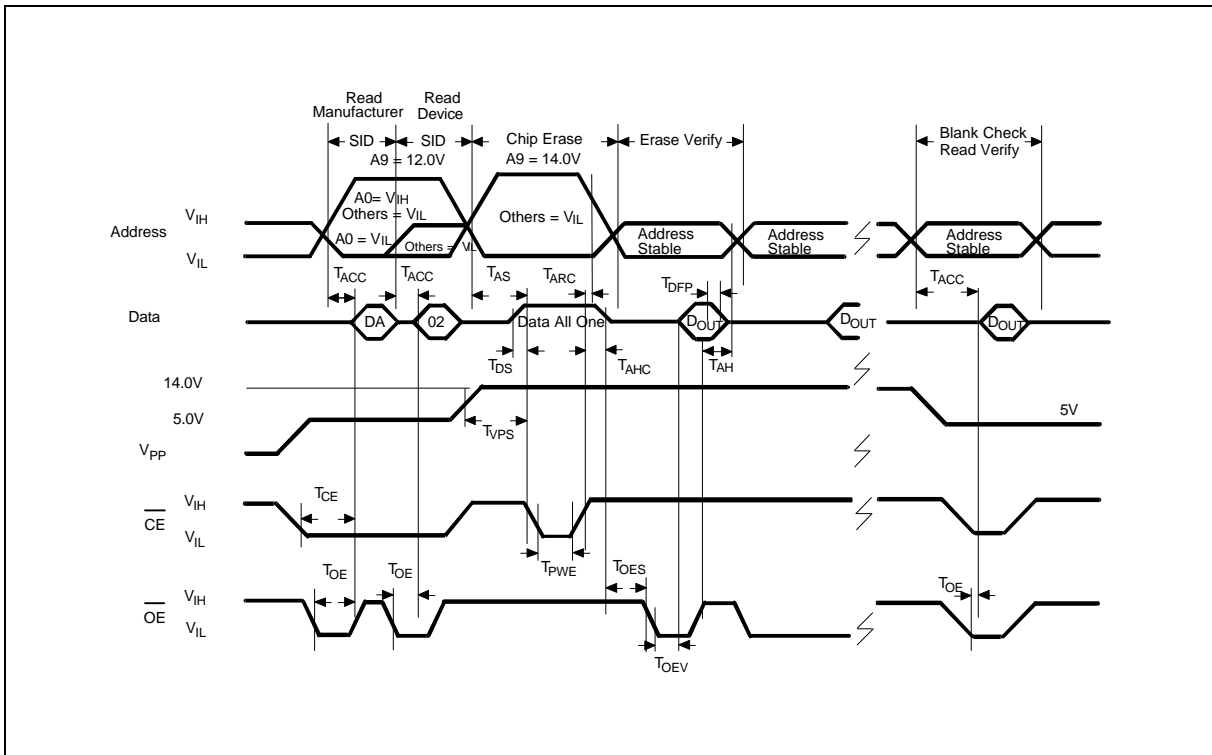 Read Manufacturer
Read Device
SID
SID
Chip Erase
Erase Verify
Blank Check
Read Verify
A9 = 12.0V
A9 = 14.0V
A0= VIH
Others = VIL
Others = VIL
Address
VIH
VIL
A0 = VIL
Others = VIL
Address Stable
Address Stable
Address Stable
TACC
TACC
TAS
TARC
TDFP
TACC
Data
DA
02
Data All One
DOUT
DOUT
DOUT
TDS
TAHC
TAH
14.0V
5.0V
VPP
TVPS
5V
CE
VIH
VIL
TCE
TPWE
OE
VIH
VIL
TOE
TOE
TOES
TOE
TOEV